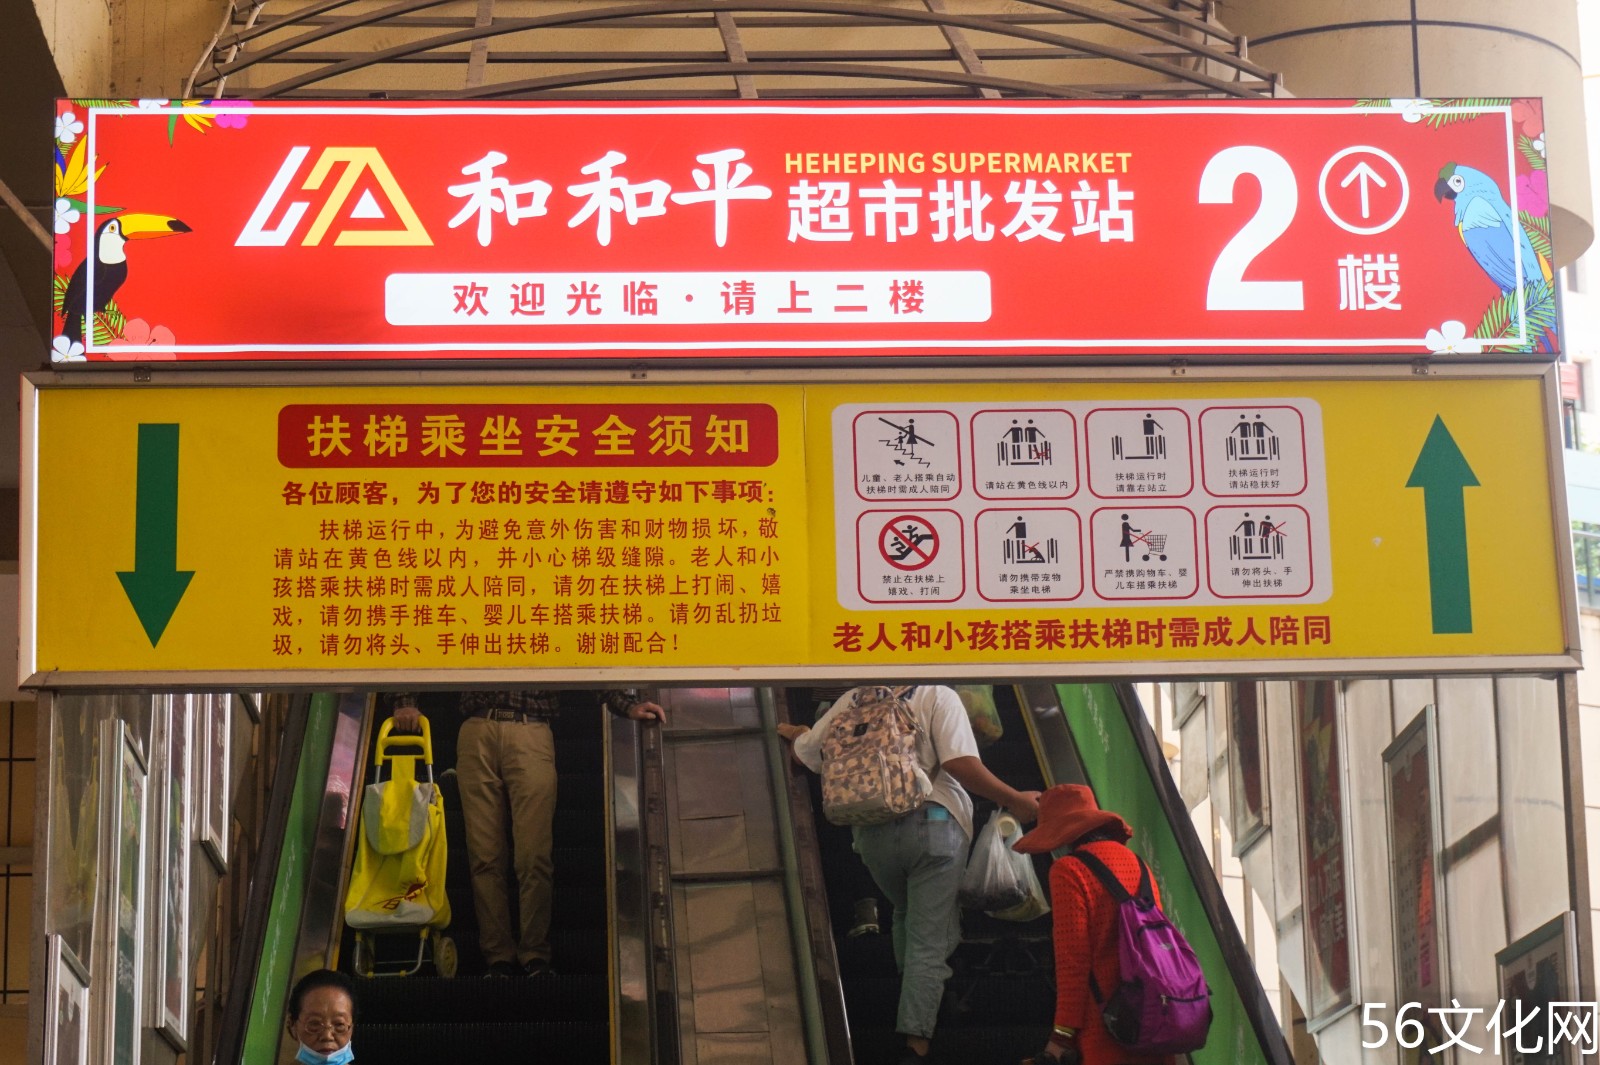 和和平
HEHEPING SUPERMARKET
超市批发站
2
楼
欢迎光临·请上二楼
扶梯乘坐安全须知
各位顾客，为了您的安全请遵守如下事项：
扶梯运行中，为避免意外伤害和财物损坏，敬
请站在黄色线以内，并小心梯级缝隙。老人和小
孩搭乘扶梯时需成人陪同，请勿在扶梯上打闹、嬉
戏，请勿携手推车、婴儿车搭乘扶梯。请勿乱扔垃
圾，请勿将头、手伸出扶梯。谢谢配合！
儿童、老人搭乘自动
扶梯时需成人陪同
请站在黄色线以内
扶梯运行时
请靠右站立
扶梯运行时
请站稳扶好
禁止在扶梯上
嬉戏、打闹
请勿携带宠物
乘坐电梯
严禁携购物车、婴
儿车搭乘扶梯
请勿将头、手
伸出扶梯
老人和小孩搭乘扶梯时需成人陪同
56文化网